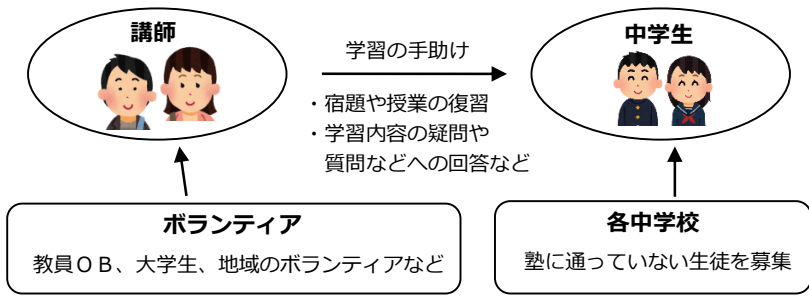 講師
学習の手助け
中学生
・宿題や授業の復習
・学習内容の疑問や
質問などへの回答など
ボランティア
教員ＯＢ、大学生、地域のボランティアなど
各中学校
塾に通っていない生徒を募集